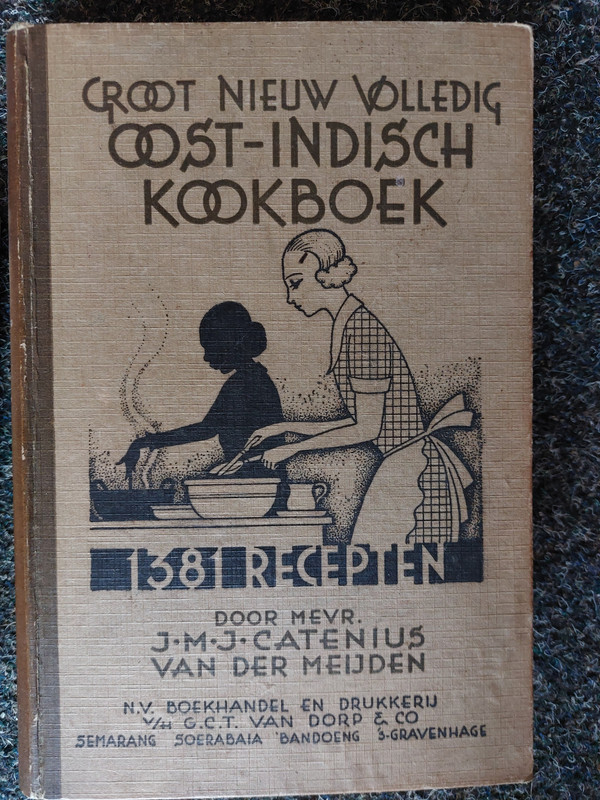 GROOT NIEUW VOLLEDIG
OOST-INDISCH
KOOKBOEK
1381 RECEPTEN
DOOR MEVR.
J·M·J·CATENIUS
VAN DER MEIJDEN
N.V. BOEKHANDEL EN DRUKKERIJ
V/H G.C.T. VAN DORP & CO
SEMARANG SOERABAIA BANDOENG 'S-GRAVENHAGE